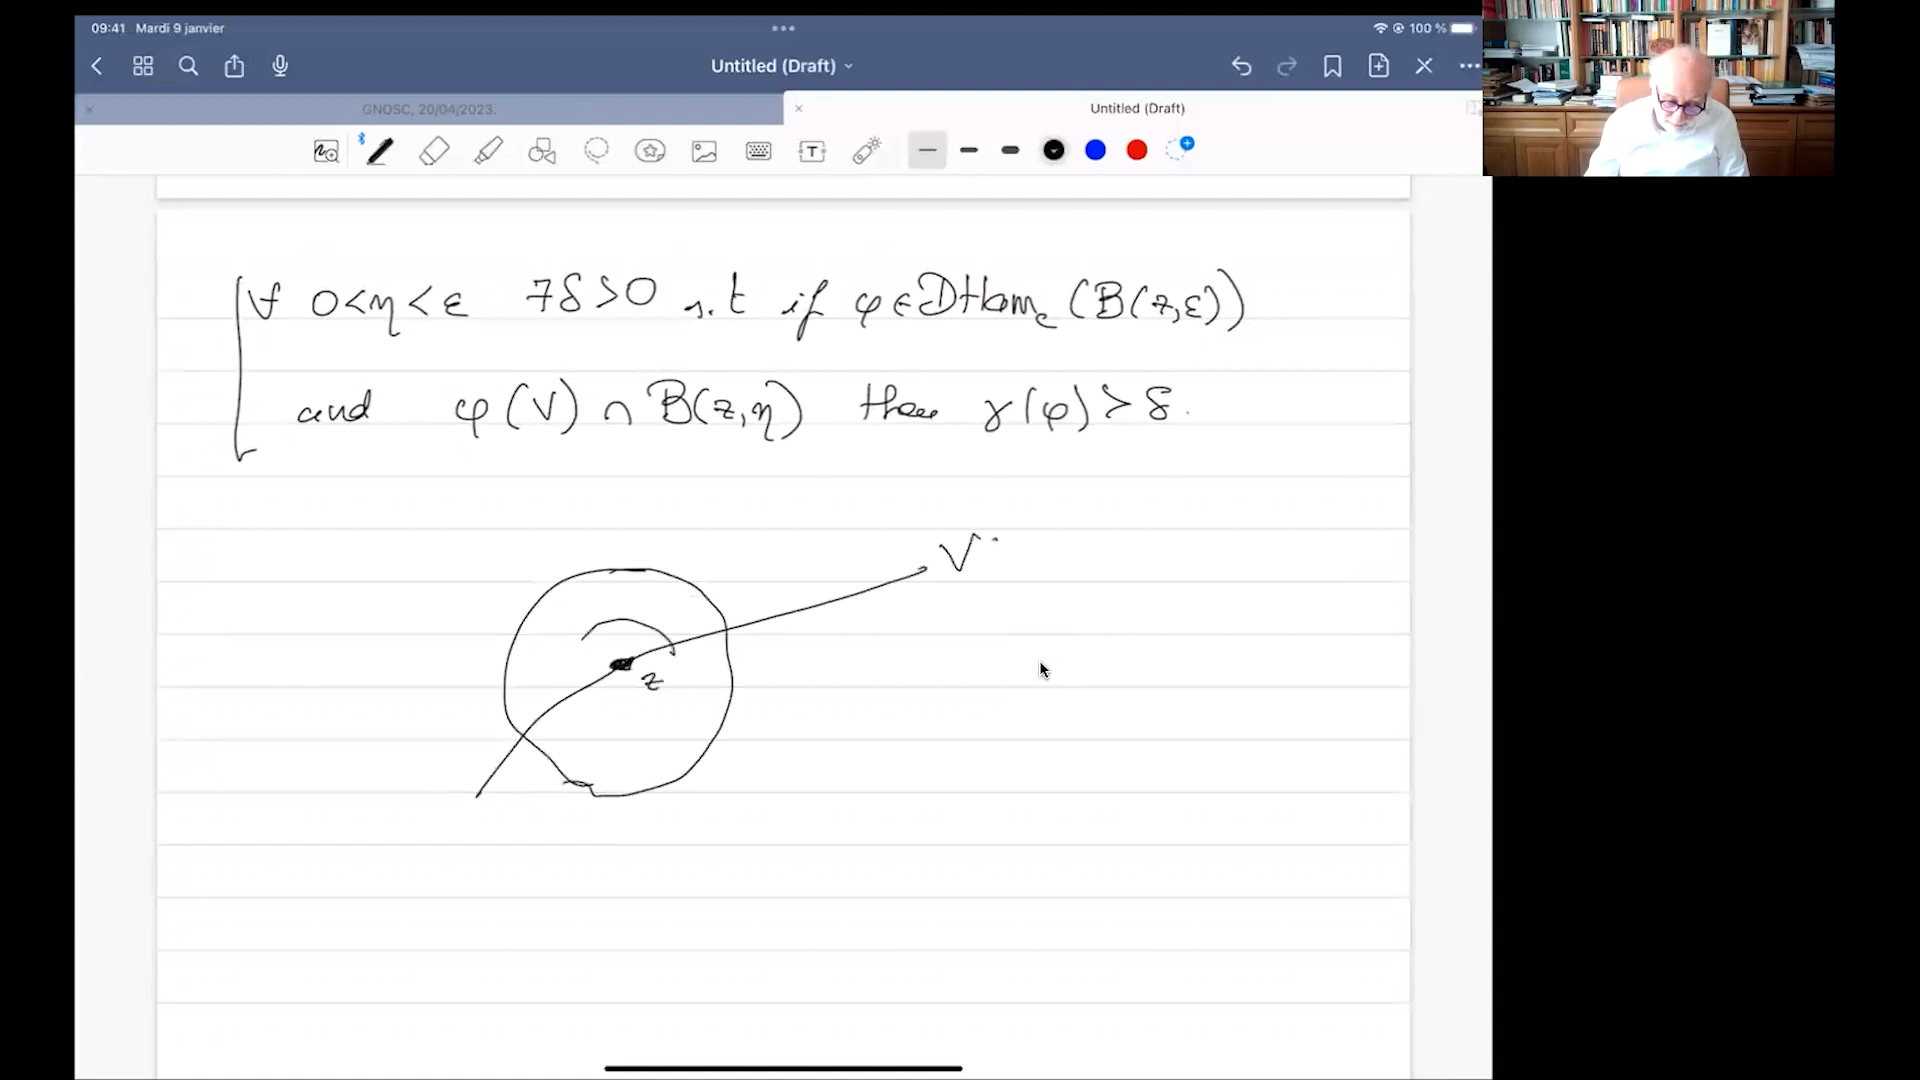 09:41 Mardi 9 janvier
100 %
Untitled (Draft)
GNOSC, 20/04/2023.
Untitled (Draft)
T
∀ 0<η<ε ∃δ>0 s.t if φ∈DHam_c (B(z,ε))
and φ(V) ∩ B(z,η) then γ(φ) > δ.
V
z